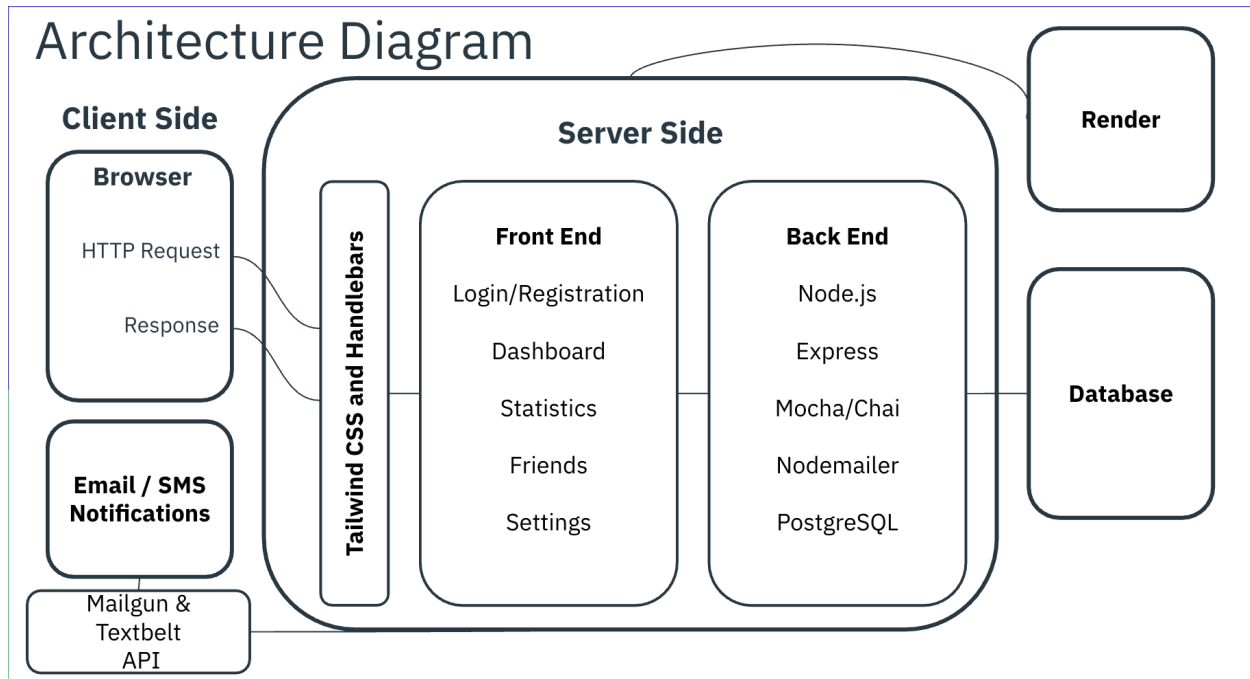 Architecture Diagram
Client Side
Browser
HTTP Request
Response
Email / SMS
Notifications
Mailgun &
Textbelt
API
Server Side
Tailwind CSS and Handlebars
Front End
Login/Registration
Dashboard
Statistics
Friends
Settings
Back End
Node.js
Express
Mocha/Chai
Nodemailer
PostgreSQL
Render
Database